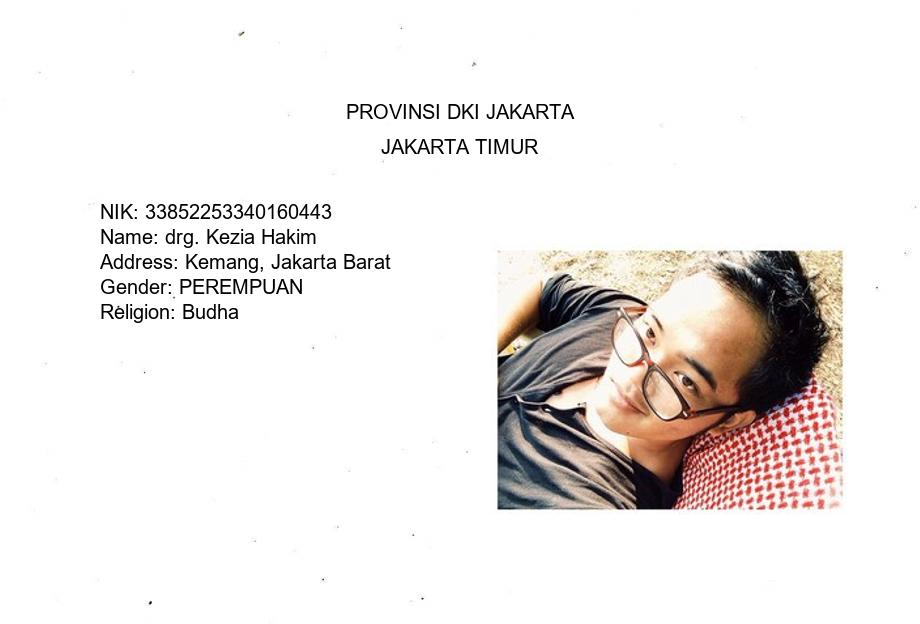 PROVINSI DKI JAKARTA
JAKARTA TIMUR
NIK: 33852253340160443
Name: drg. Kezia Hakim
Address: Kemang, Jakarta Barat
Gender: PEREMPUAN
Religion: Budha